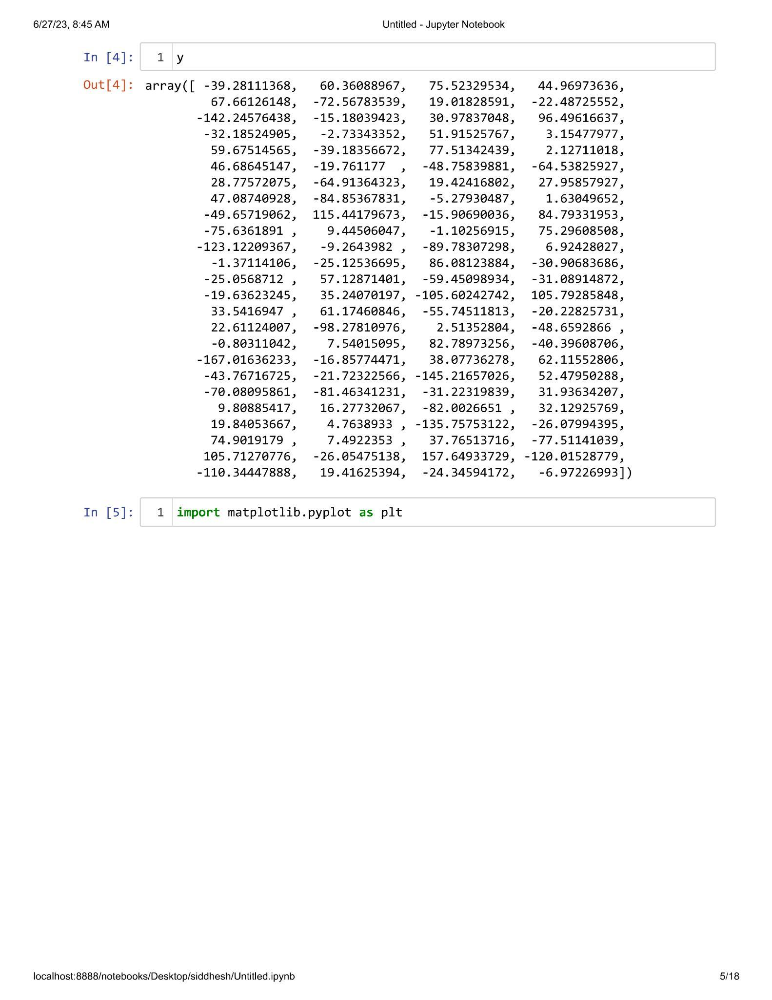 6/27/23, 8:45 AM Untitled - Jupyter Notebook
In [4]: 1 y
Out[4]: array([ -39.28111368,   60.36088967,   75.52329534,   44.96973636,
         67.66126148,  -72.56783539,   19.01828591,  -22.48725552,
       -142.24576438,  -15.18039423,   30.97837048,   96.49616637,
        -32.18524905,   -2.73343352,   51.91525767,    3.15477977,
         59.67514565,  -39.18356672,   77.51342439,    2.12711018,
         46.68645147,  -19.761177  ,  -48.75839881,  -64.53825927,
         28.77572075,  -64.91364323,   19.42416802,   27.95857927,
         47.08740928,  -84.85367831,   -5.27930487,    1.63049652,
        -49.65719062,  115.44179673,  -15.90690036,   84.79331953,
        -75.6361891 ,    9.44506047,   -1.10256915,   75.29608508,
       -123.12209367,   -9.2643982 ,  -89.78307298,    6.92428027,
         -1.37114106,  -25.12536695,   86.08123884,  -30.90683686,
        -25.0568712 ,   57.12871401,  -59.45098934,  -31.08914872,
        -19.63623245,   35.24070197, -105.60242742,  105.79285848,
         33.5416947 ,   61.17460846,  -55.74511813,  -20.22825731,
         22.61124007,  -98.27810976,    2.51352804,  -48.6592866 ,
         -0.80311042,    7.54015095,   82.78973256,  -40.39608706,
       -167.01636233,  -16.85774471,   38.07736278,   62.11552806,
        -43.76716725,  -21.72322566, -145.21657026,   52.47950288,
        -70.08095861,  -81.46341231,  -31.22319839,   31.93634207,
          9.80885417,   16.27732067,  -82.0026651 ,   32.12925769,
         19.84053667,    4.7638933 , -135.75753122,  -26.07994395,
         74.9019179 ,    7.4922353 ,   37.76513716,  -77.51141039,
        105.71270776,  -26.05475138,  157.64933729, -120.01528779,
       -110.34447888,   19.41625394,  -24.34594172,   -6.97226993])
In [5]: 1 import matplotlib.pyplot as plt
localhost:8888/notebooks/Desktop/siddhesh/Untitled.ipynb 5/18